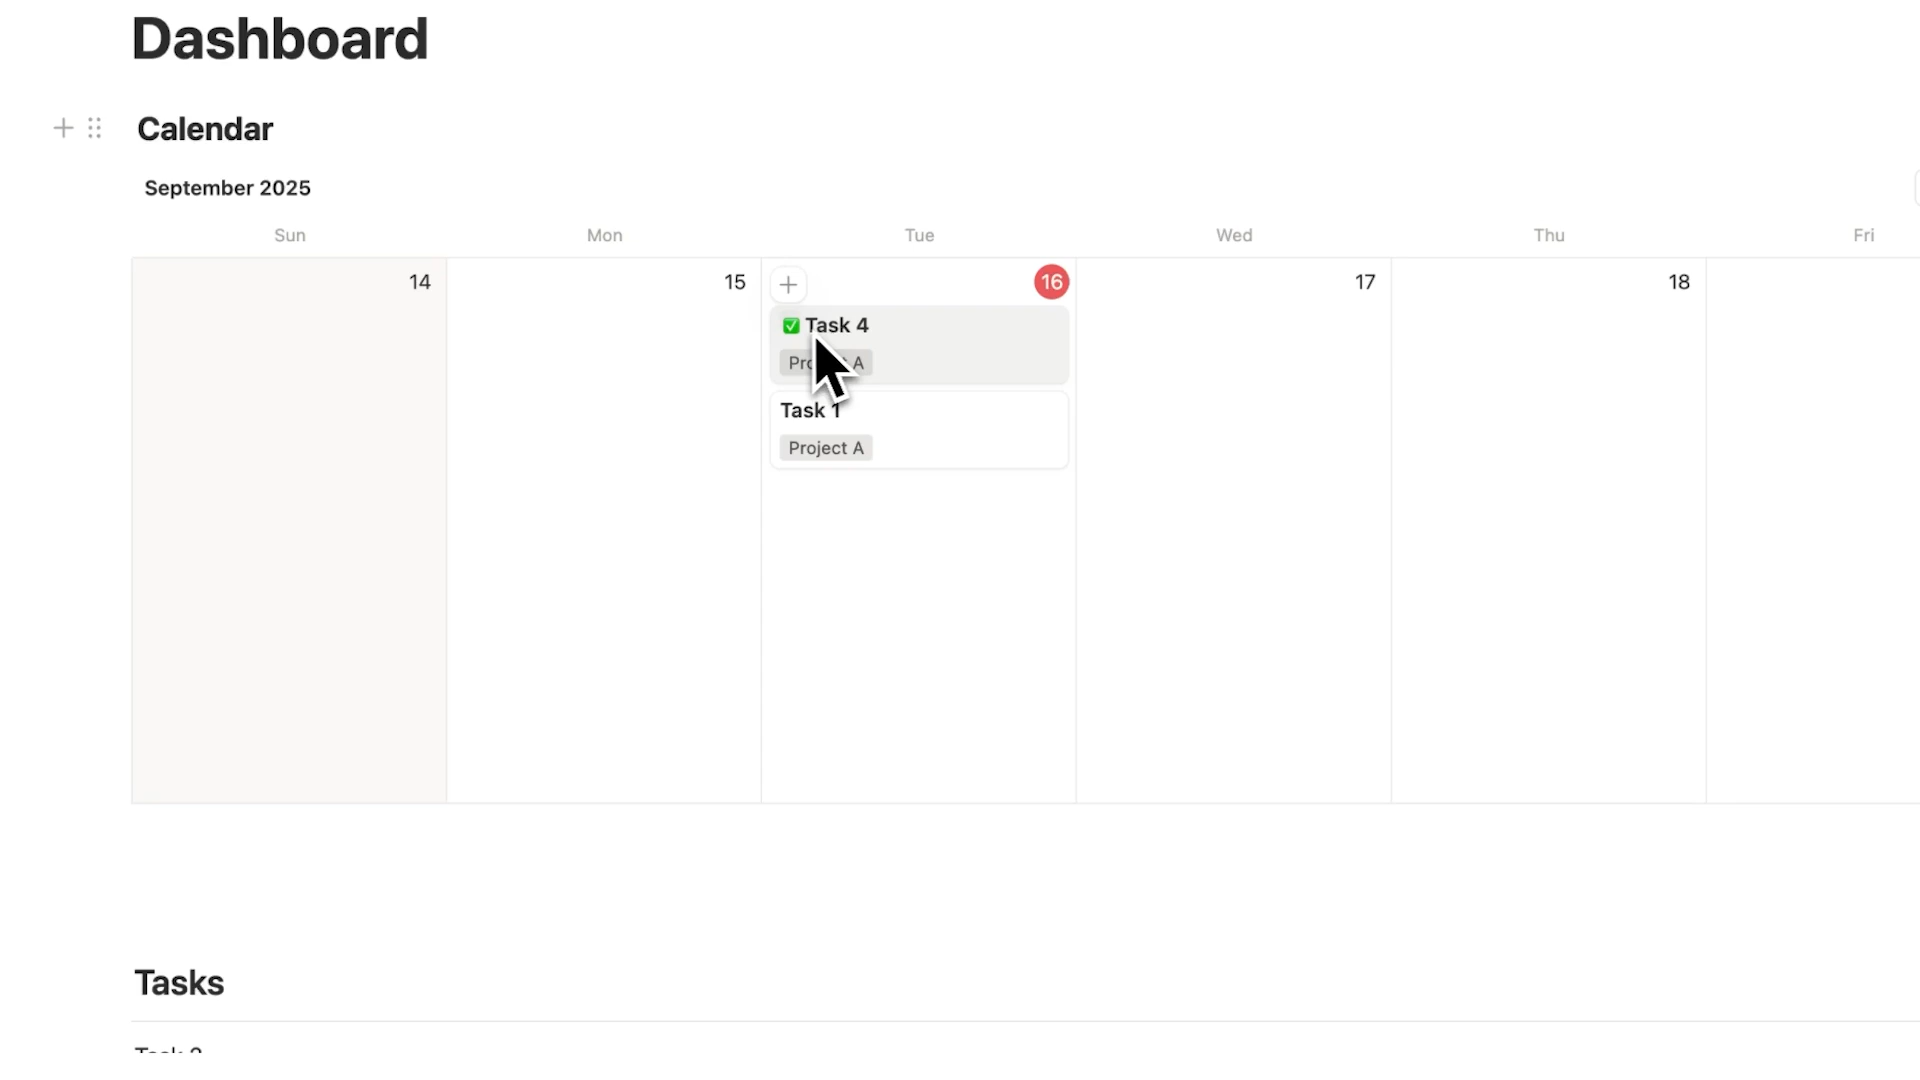 Dashboard
Calendar
September 2025
Sun Mon Tue Wed Thu Fri
14 15 16 17 18
Task 4
A
Task 1
Project A
Tasks